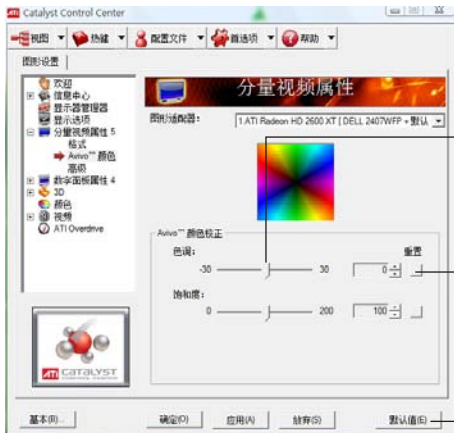 Catalyst Control Center
视图 热键 配置文件 首选项 帮助
图形设置
欢迎
信息中心
显示器管理器
显示选项
分量视频属性 5
格式
Avivo™ 颜色
高级
数字面板属性 4
3D
颜色
视频
ATI Overdrive
ATI CATALYST
分量视频属性
图形适配器:
1.ATI Radeon HD 2600 XT [ DELL 2407WFP + 默认
Avivo™ 颜色校正
色调: 重置
-30 30 0
饱和度:
0 200 100
基本(B)... 确定(O) 应用(A) 放弃(S) 默认值(E)